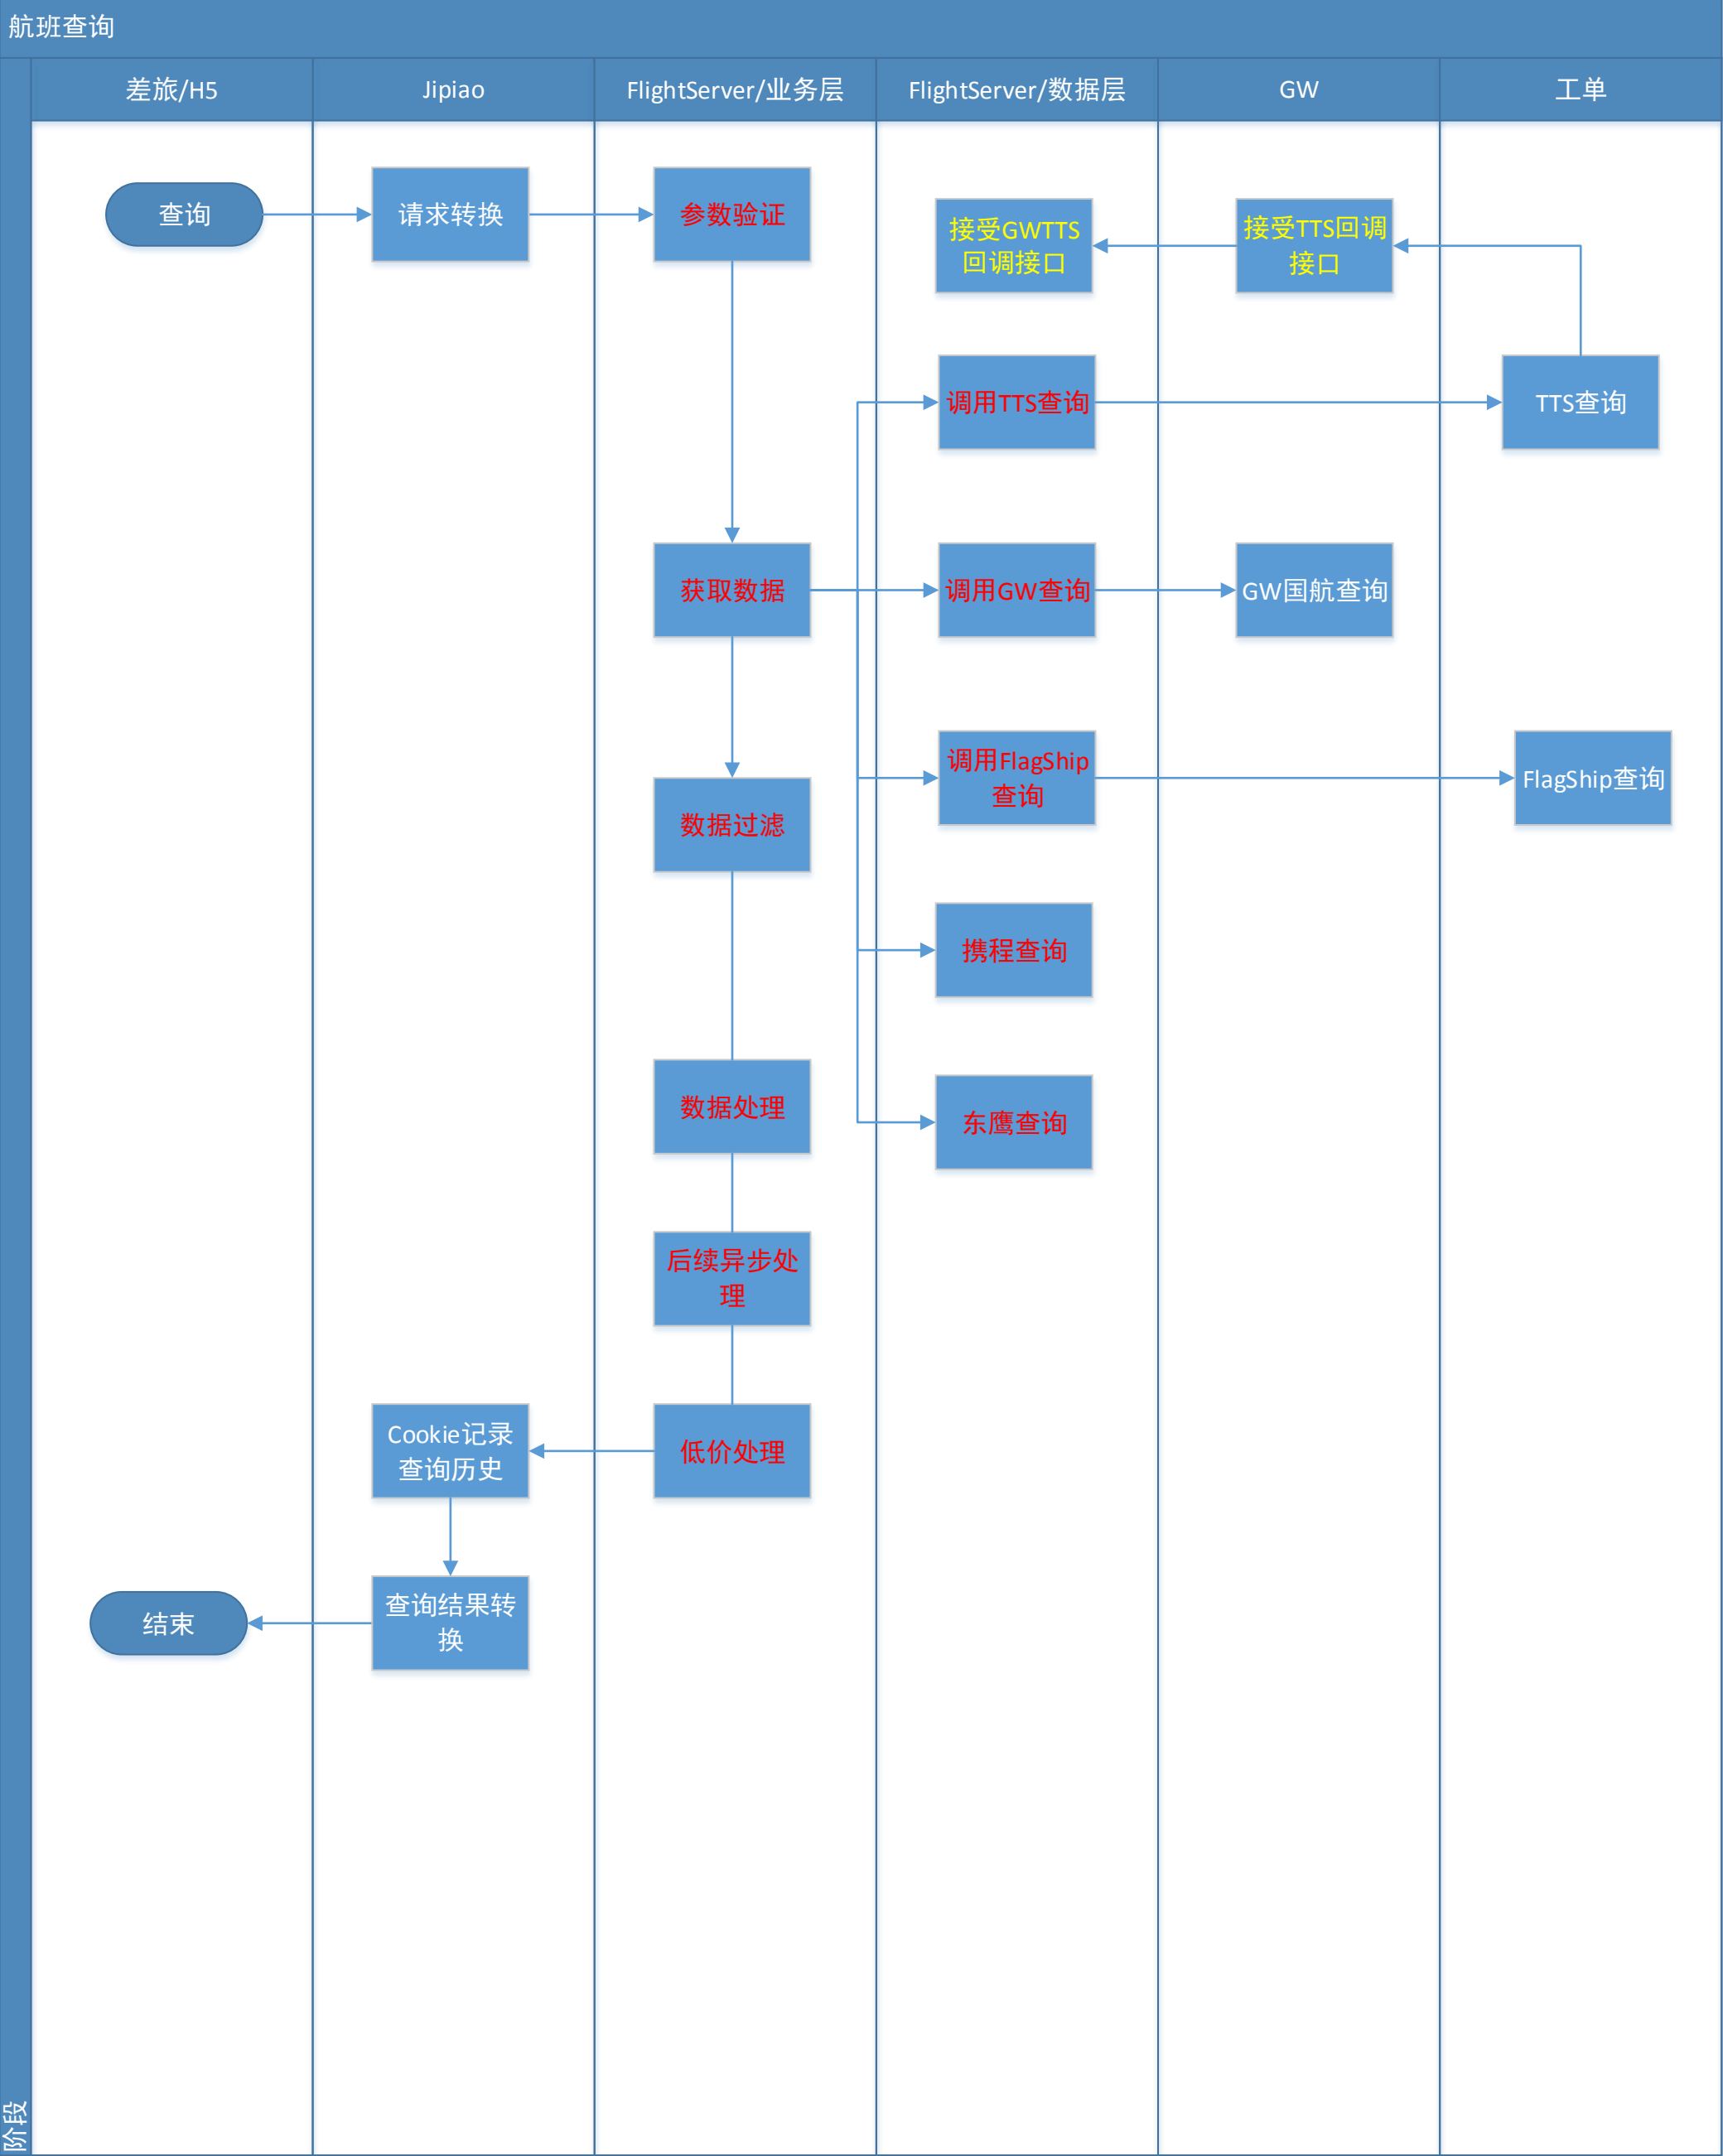 航班查询
差旅/H5
Jipiao
FlightServer/业务层
FlightServer/数据层
GW
工单
查询
请求转换
参数验证
接受GWTTS
回调接口
接受TTS回调
接口
调用TTS查询
TTS查询
获取数据
调用GW查询
GW国航查询
调用FlagShip
查询
FlagShip查询
数据过滤
携程查询
数据处理
东鹰查询
后续异步处
理
Cookie记录
查询历史
低价处理
查询结果转
换
结束
阶段